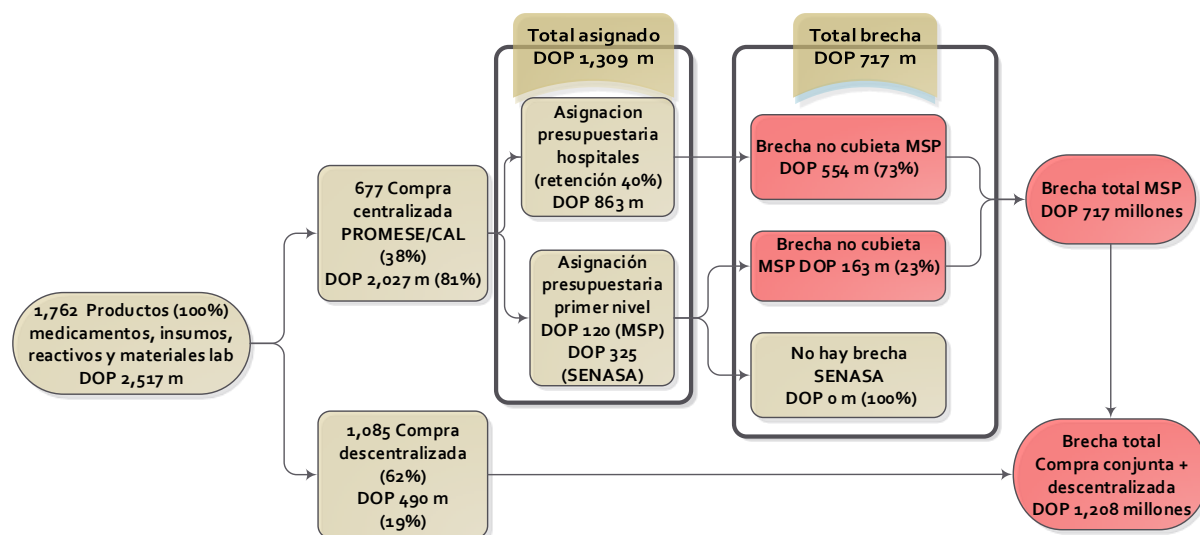 Total asignado
DOP 1,309 m
Total brecha
DOP 717 m
Asignacion
presupuestaria
hospitales
(retención 40%)
DOP 863 m
Brecha no cubieta MSP
DOP 554 m (73%)
677 Compra
centralizada
PROMESE/CAL
(38%)
DOP 2,027 m (81%)
Brecha total MSP
DOP 717 millones
Brecha no cubieta
MSP DOP 163 m (23%)
Asignación
presupuestaria
primer nivel
DOP 120 (MSP)
DOP 325
(SENASA)
1,762 Productos (100%)
medicamentos, insumos,
reactivos y materiales lab
DOP 2,517 m
No hay brecha
SENASA
DOP 0 m (100%)
1,085 Compra
descentralizada
(62%)
DOP 490 m
(19%)
Brecha total
Compra conjunta +
descentralizada
DOP 1,208 millones